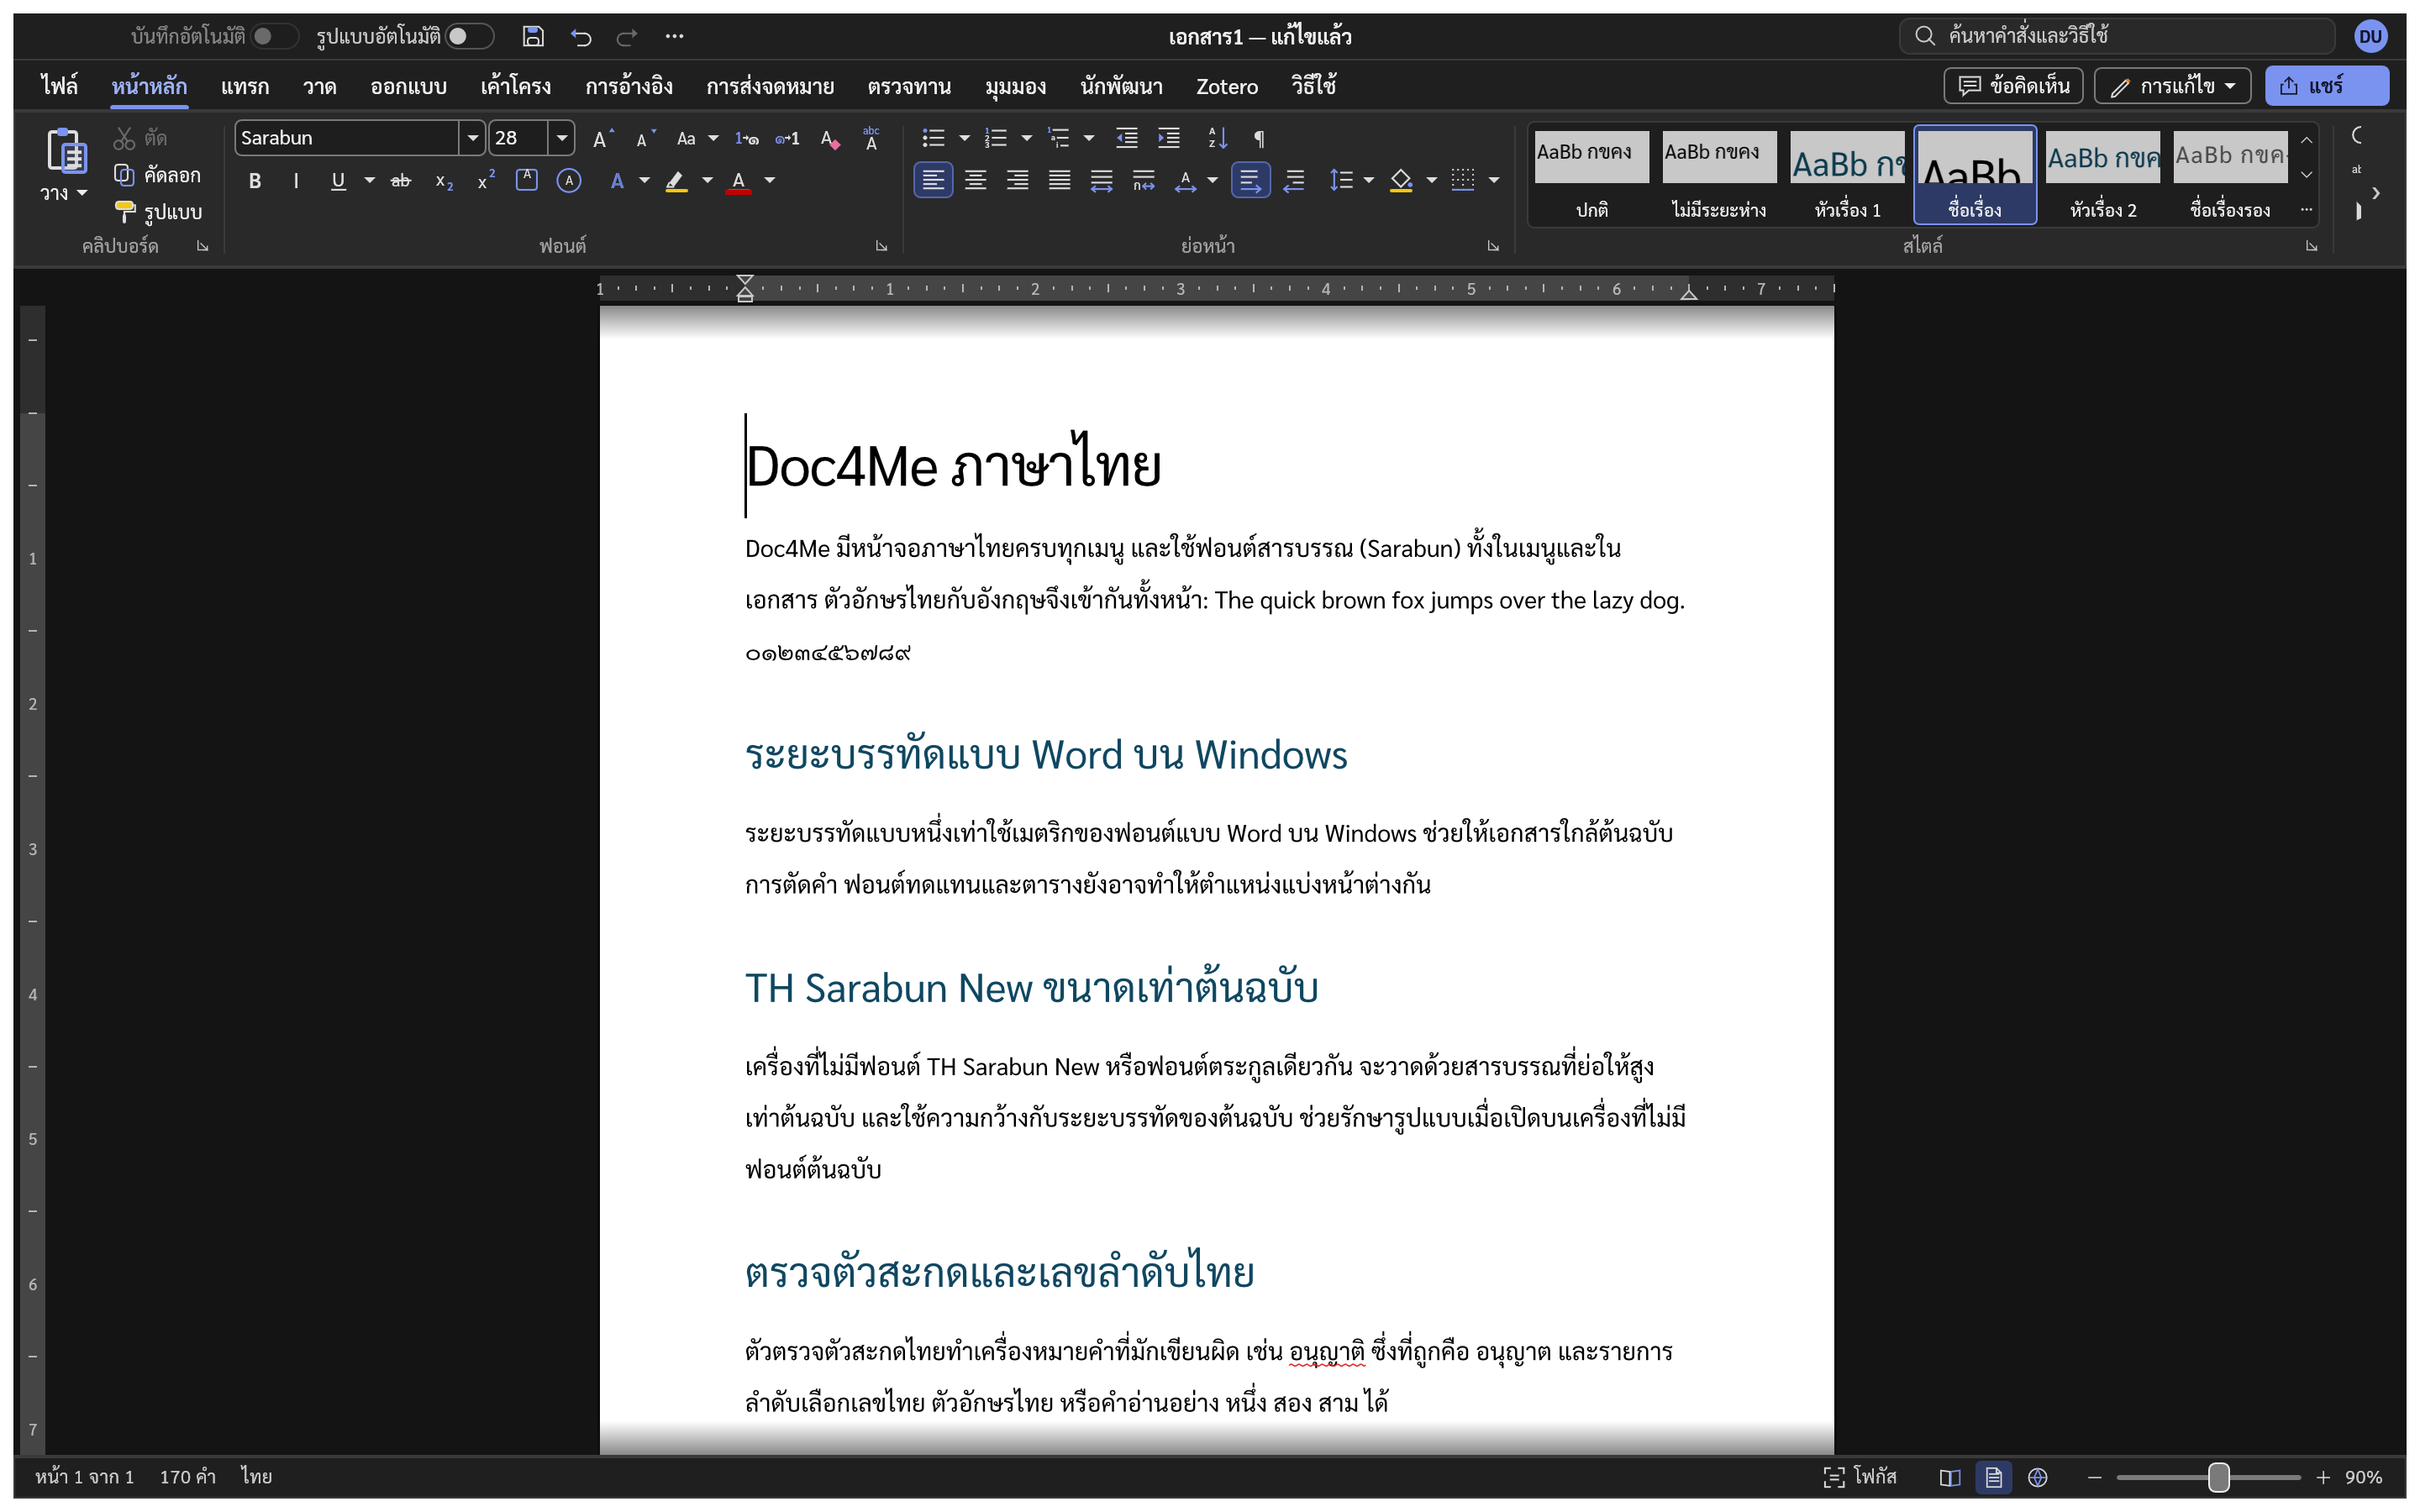 บันทึกอัตโนมัติ รูปแบบอัตโนมัติ เอกสาร1 — แก้ไขแล้ว ค้นหาคำสั่งและวิธีใช้ DU
ไฟล์ หน้าหลัก แทรก วาด ออกแบบ เค้าโครง การอ้างอิง การส่งจดหมาย ตรวจทาน มุมมอง นักพัฒนา Zotero วิธีใช้ ข้อคิดเห็น การแก้ไข แชร์
วาง ตัด คัดลอก รูปแบบ
คลิปบอร์ด
Sarabun 28
ฟอนต์
ย่อหน้า
AaBb กขคง AaBb กขคง AaBb กข AaBb AaBb กขค AaBb กขค
ปกติ ไม่มีระยะห่าง หัวเรื่อง 1 ชื่อเรื่อง หัวเรื่อง 2 ชื่อเรื่องรอง
สไตล์
1 1 2 3 4 5 6 7
Doc4Me ภาษาไทย
Doc4Me มีหน้าจอภาษาไทยครบทุกเมนู และใช้ฟอนต์สารบรรณ (Sarabun) ทั้งในเมนูและใน
เอกสาร ตัวอักษรไทยกับอังกฤษจึงเข้ากันทั้งหน้า: The quick brown fox jumps over the lazy dog.
๐๑๒๓๔๕๖๗๘๙
ระยะบรรทัดแบบ Word บน Windows
ระยะบรรทัดแบบหนึ่งเท่าใช้เมตริกของฟอนต์แบบ Word บน Windows ช่วยให้เอกสารใกล้ต้นฉบับ
การตัดคำ ฟอนต์ทดแทนและตารางยังอาจทำให้ตำแหน่งแบ่งหน้าต่างกัน
TH Sarabun New ขนาดเท่าต้นฉบับ
เครื่องที่ไม่มีฟอนต์ TH Sarabun New หรือฟอนต์ตระกูลเดียวกัน จะวาดด้วยสารบรรณที่ย่อให้สูง
เท่าต้นฉบับ และใช้ความกว้างกับระยะบรรทัดของต้นฉบับ ช่วยรักษารูปแบบเมื่อเปิดบนเครื่องที่ไม่มี
ฟอนต์ต้นฉบับ
ตรวจตัวสะกดและเลขลำดับไทย
ตัวตรวจตัวสะกดไทยทำเครื่องหมายคำที่มักเขียนผิด เช่น อนุญาติ ซึ่งที่ถูกคือ อนุญาต และรายการ
ลำดับเลือกเลขไทย ตัวอักษรไทย หรือคำอ่านอย่าง หนึ่ง สอง สาม ได้
1
2
3
4
5
6
7
หน้า 1 จาก 1 170 คำ ไทย โฟกัส 90%